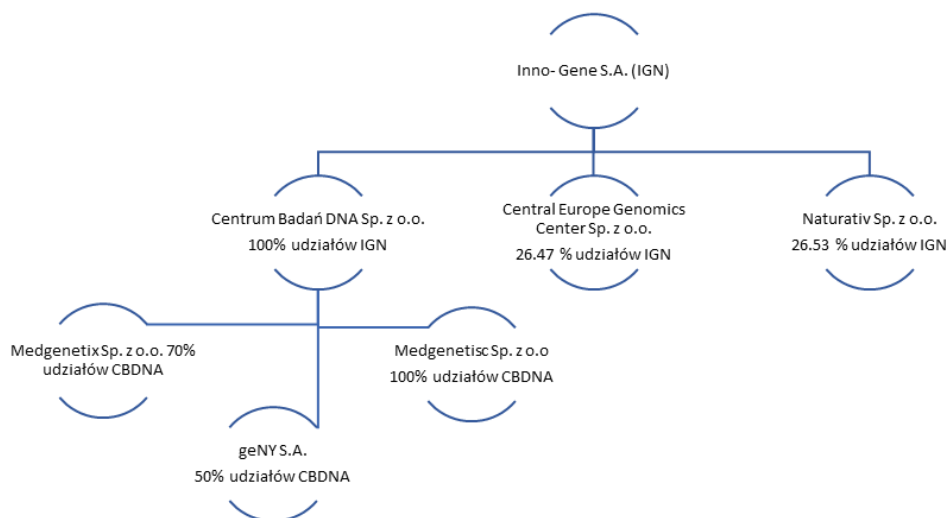 Inno- Gene S.A. (IGN)
Centrum Badań DNA Sp. z o.o.
100% udziałów IGN
Central Europe Genomics
Center Sp. z o.o.
26.47 % udziałów IGN
Naturativ Sp. z o.o.
26.53 % udziałów IGN
Medgenetix Sp. z o.o. 70%
udziałów CBDNA
Medgenetisc Sp. z o.o
100% udziałów CBDNA
geNY S.A.
50% udziałów CBDNA